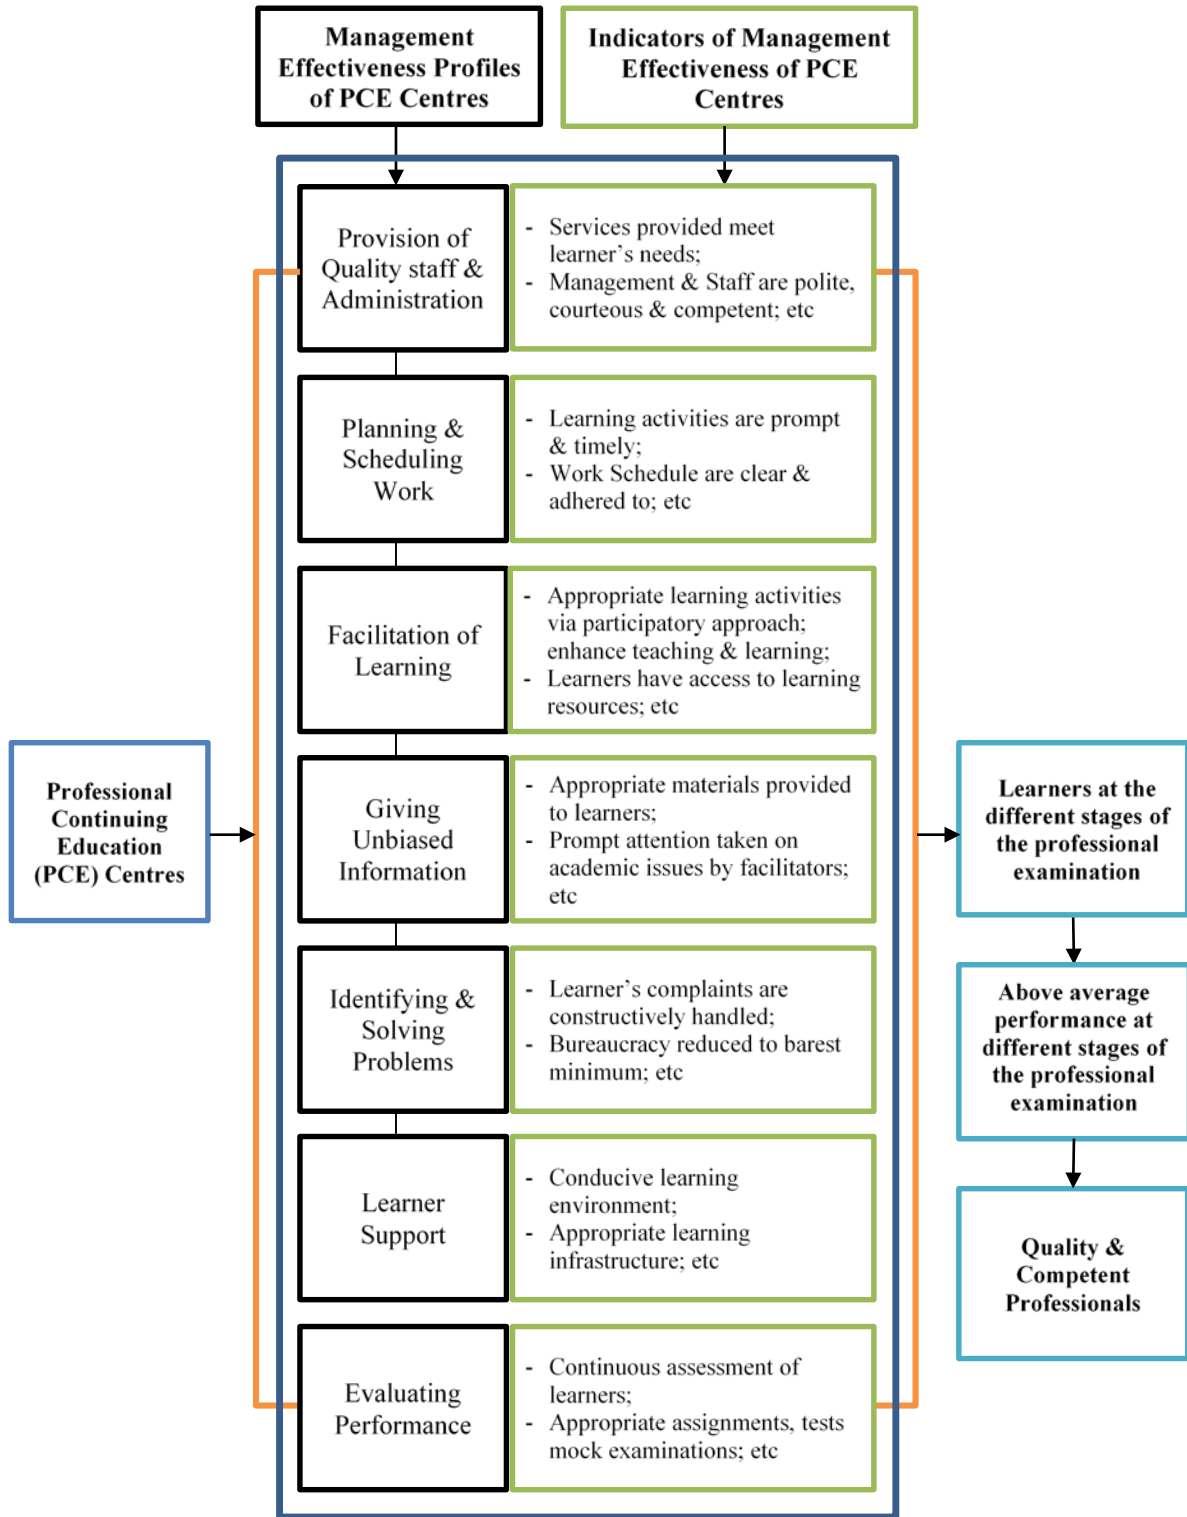 Management
Effectiveness Profiles
of PCE Centres
Indicators of Management
Effectiveness of PCE
Centres
Provision of
Quality staff &
Administration
- Services provided meet
learner's needs;
- Management & Staff are polite,
courteous & competent; etc
Planning &
Scheduling
Work
- Learning activities are prompt
& timely;
- Work Schedule are clear &
adhered to; etc
Facilitation of
Learning
- Appropriate learning activities
via participatory approach;
enhance teaching & learning;
- Learners have access to learning
resources; etc
Professional
Continuing
Education
(PCE) Centres
Giving
Unbiased
Information
- Appropriate materials provided
to learners;
- Prompt attention taken on
academic issues by facilitators;
etc
Identifying &
Solving
Problems
- Learner's complaints are
constructively handled;
- Bureaucracy reduced to barest
minimum; etc
Learner
Support
- Conducive learning
environment;
- Appropriate learning
infrastructure; etc
Evaluating
Performance
- Continuous assessment of
learners;
- Appropriate assignments, tests
mock examinations; etc
Learners at the
different stages of
the professional
examination
Above average
performance at
different stages of
the professional
examination
Quality &
Competent
Professionals